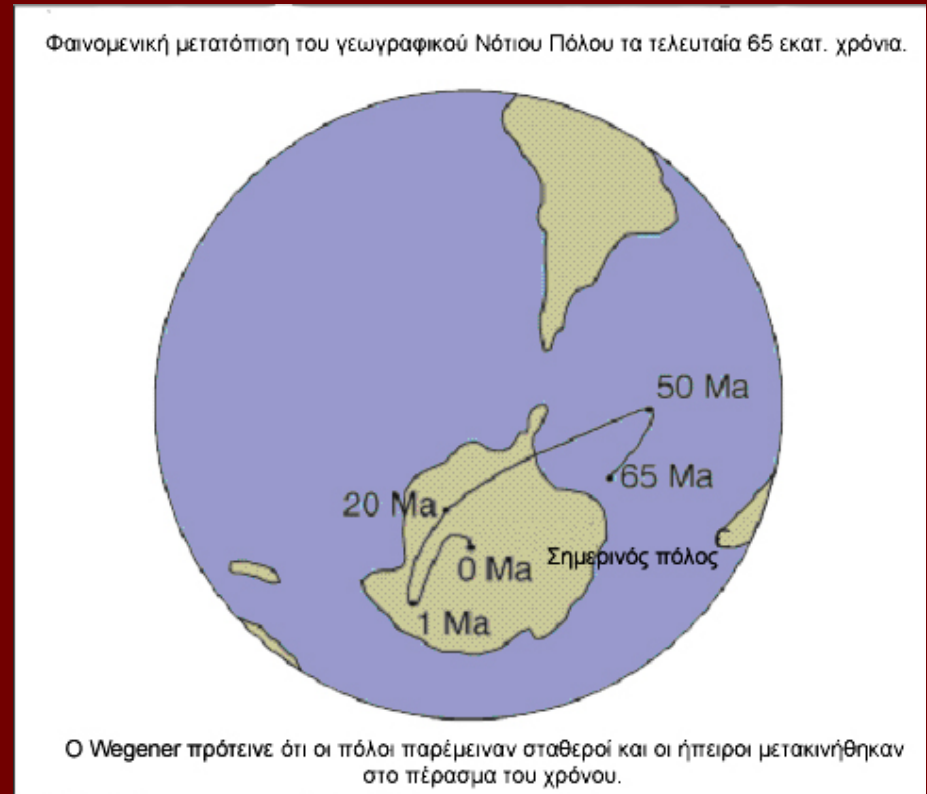 Φαινομενική μετατόπιση του γεωγραφικού Νότιου Πόλου τα τελευταία 65 εκατ. χρόνια.
50 Ma
65 Ma
20 Ma
Σημερινός πόλος
0 Ma
1 Ma
Ο Wegener πρότεινε ότι οι πόλοι παρέμειναν σταθεροί και οι ήπειροι μετακινήθηκαν
στο πέρασμα του χρόνου.